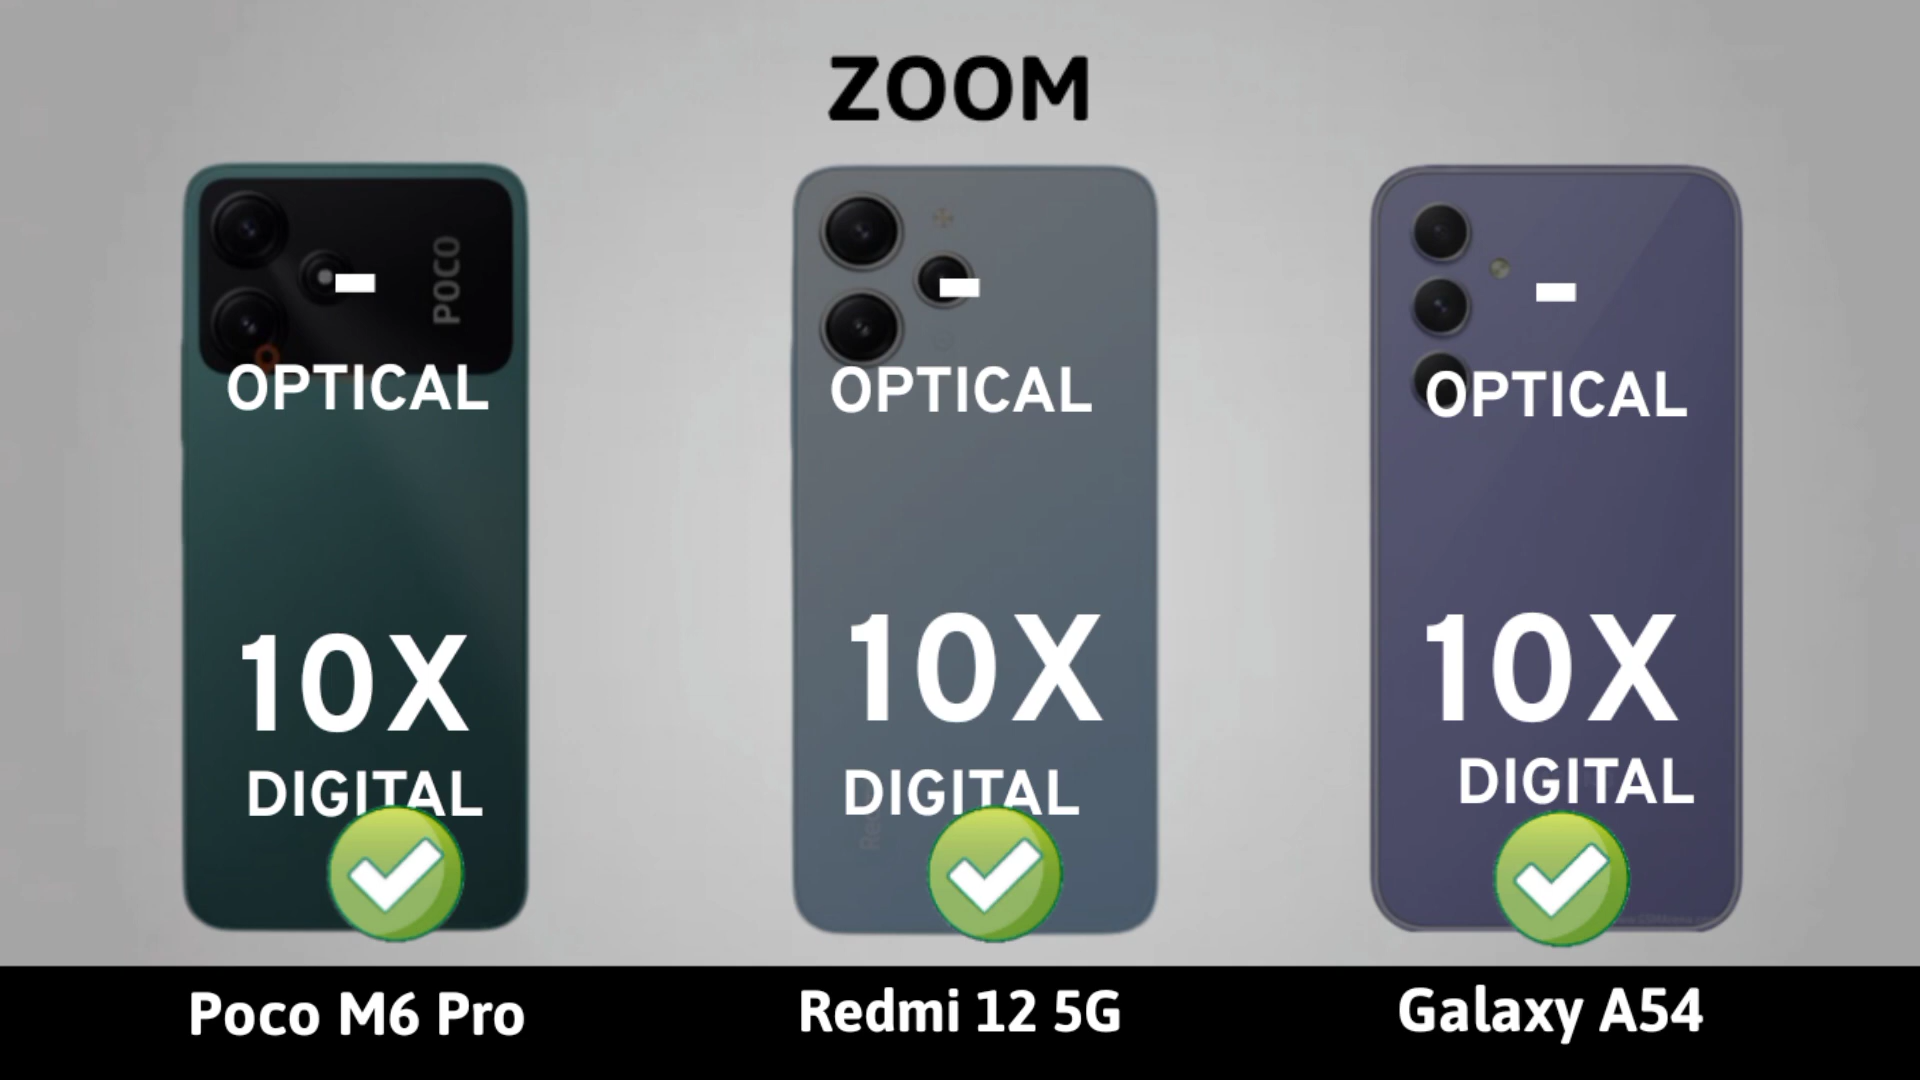 ZOOM
POCO
-
OPTICAL
10X
DIGITAL
-
OPTICAL
10X
DIGITAL
-
OPTICAL
10X
DIGITAL
Poco M6 Pro
Redmi 12 5G
Galaxy A54